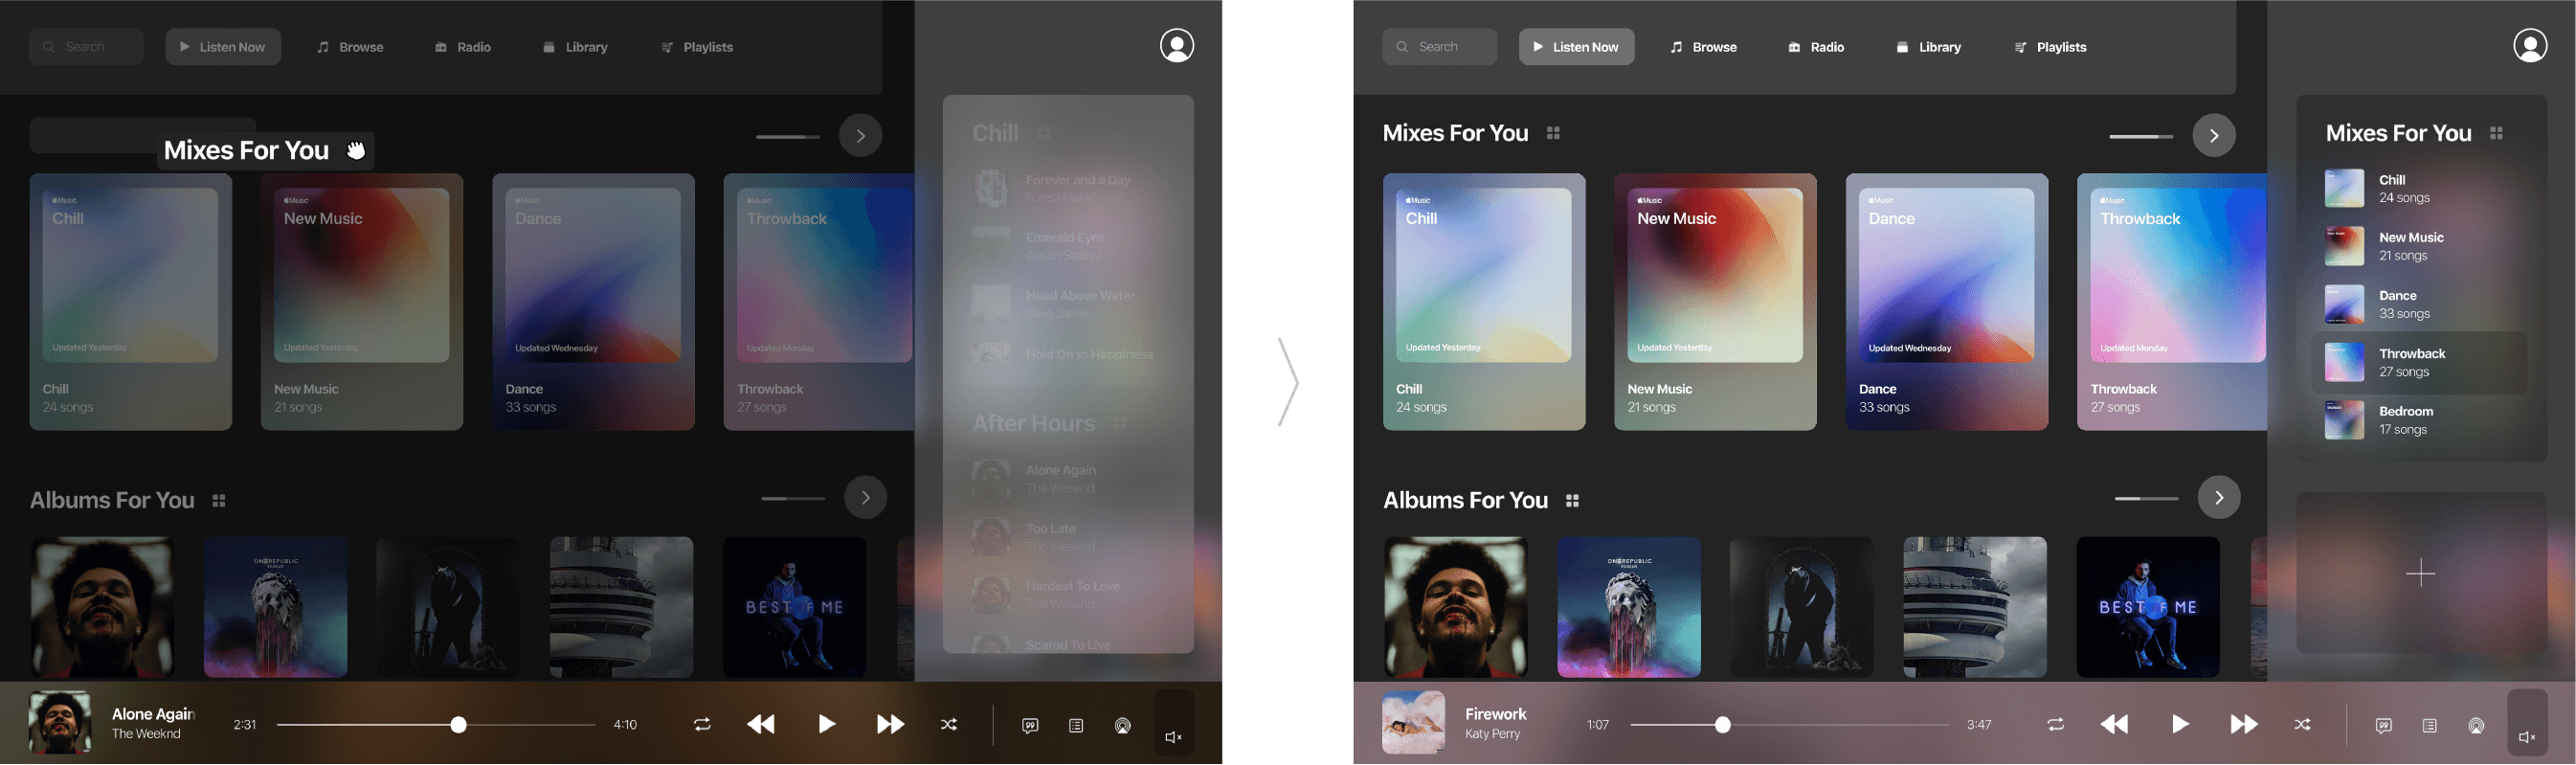 Search
Listen Now
Browse
Radio
Library
Playlists
Mixes For You
Music
Chill
Updated Yesterday
Chill
24 songs
Music
New Music
Updated Yesterday
New Music
21 songs
Music
Dance
Updated Wednesday
Dance
33 songs
Music
Throwback
Updated Monday
Throwback
27 songs
Albums For You
ONEREPUBLIC
HUMAN
BEST OF ME
Chill
Forever and a Day
Forest Blakk
Emerald Eyes
Anson Seabra
Head Above Water
Clive James
Hold On to Happiness
After Hours
Alone Again
The Weeknd
Too Late
The Weeknd
Hardest To Love
The Weeknd
Scared To Live
Alone Again
The Weeknd
2:31
4:10
Search
Listen Now
Browse
Radio
Library
Playlists
Mixes For You
Music
Chill
Updated Yesterday
Chill
24 songs
Music
New Music
Updated Yesterday
New Music
21 songs
Music
Dance
Updated Wednesday
Dance
33 songs
Music
Throwback
Updated Monday
Throwback
27 songs
Albums For You
ONEREPUBLIC
HUMAN
BEST OF ME
Mixes For You
Chill
24 songs
New Music
21 songs
Dance
33 songs
Throwback
27 songs
Bedroom
17 songs
Firework
Katy Perry
1:07
3:47